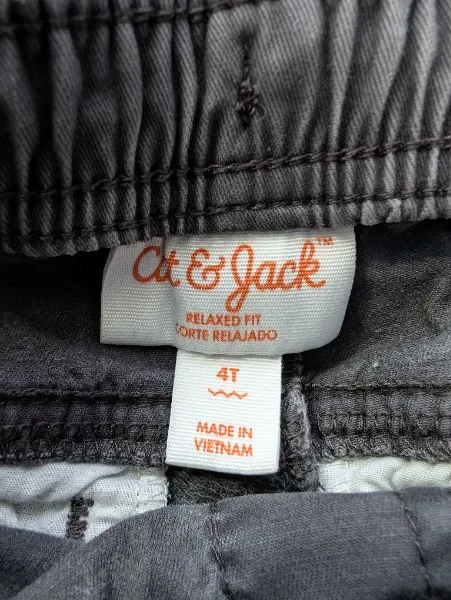 Cat & Jack™
RELAXED FIT
CORTE RELAJADO
4T
MADE IN
VIETNAM